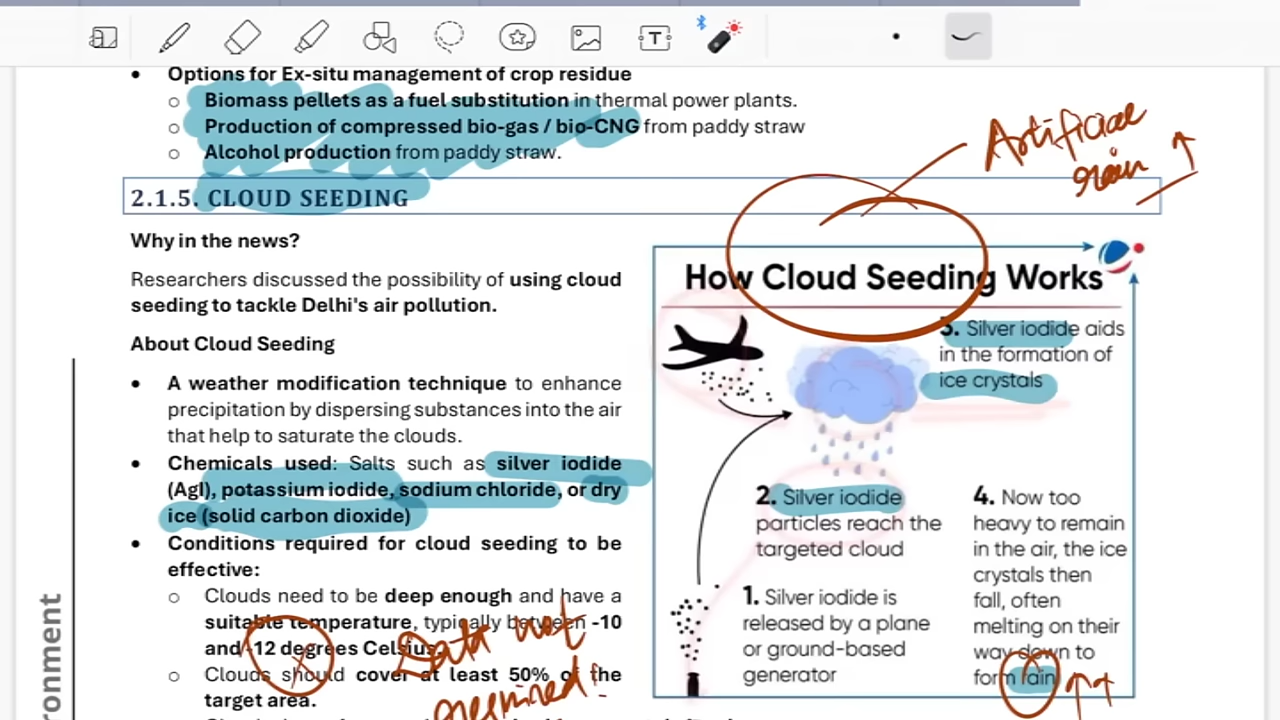 • Options for Ex-situ management of crop residue
o Biomass pellets as a fuel substitution in thermal power plants.
o Production of compressed bio-gas / bio-CNG from paddy straw
o Alcohol production from paddy straw.
2.1.5. CLOUD SEEDING
Why in the news?
Researchers discussed the possibility of using cloud
seeding to tackle Delhi's air pollution.
About Cloud Seeding
• A weather modification technique to enhance
precipitation by dispersing substances into the air
that help to saturate the clouds.
• Chemicals used: Salts such as silver iodide
(AgI), potassium iodide, sodium chloride, or dry
ice (solid carbon dioxide)
• Conditions required for cloud seeding to be
effective:
o Clouds need to be deep enough and have a
suitable temperature, typically between -10
and -12 degrees Celsius.
o Clouds should cover at least 50% of the
target area.
Data not
required!
Artificial
rain ↑
How Cloud Seeding Works
3. Silver iodide aids
in the formation of
ice crystals
2. Silver iodide
particles reach the
targeted cloud
1. Silver iodide is
released by a plane
or ground-based
generator
4. Now too
heavy to remain
in the air, the ice
crystals then
fall, often
melting on their
way down to
form rain
↑↑
ronment
T